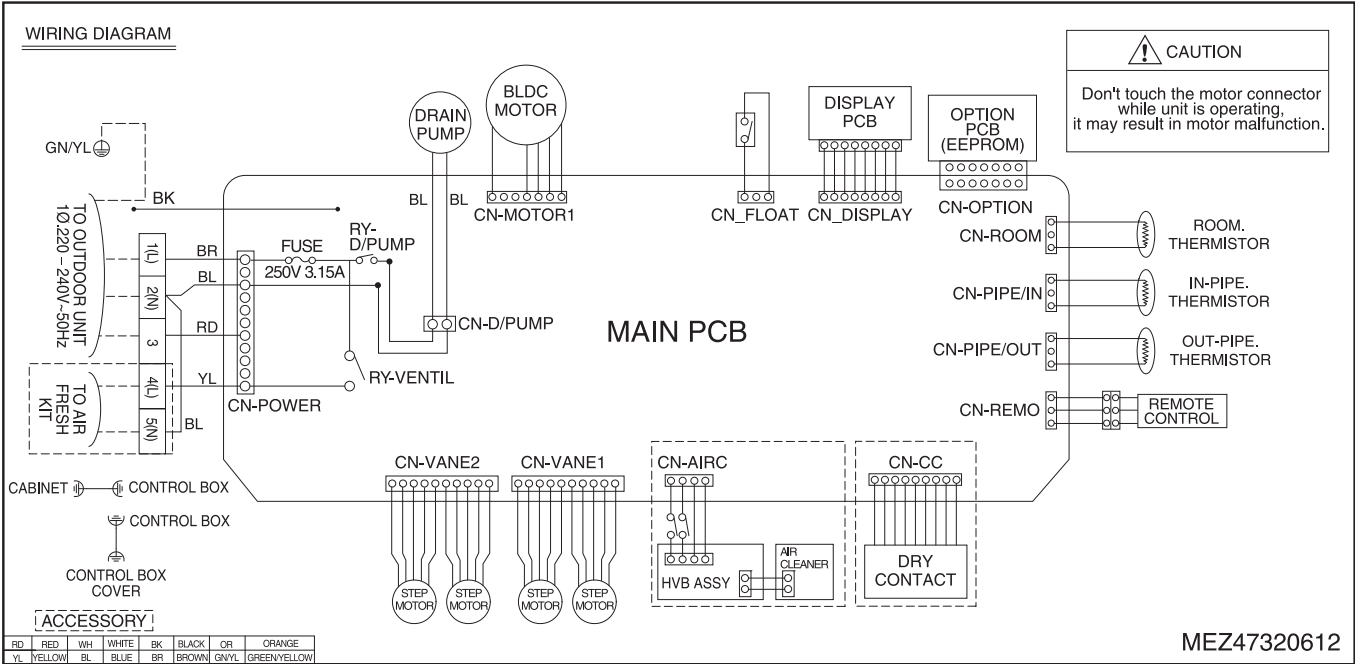 WIRING DIAGRAM
CAUTION
Don't touch the motor connector
while unit is operating,
it may result in motor malfunction.
GN/YL
BK
TO OUTDOOR UNIT
1Ø.220 – 240V~50Hz
1(L)
2(N)
3
4(L)
5(N)
TO AIR
FRESH
KIT
BR
BL
RD
YL
BL
CN-POWER
FUSE
250V 3.15A
RY-
D/PUMP
RY-VENTIL
DRAIN
PUMP
BL
BL
CN-D/PUMP
BLDC
MOTOR
CN-MOTOR1
CN_FLOAT
DISPLAY
PCB
CN_DISPLAY
OPTION
PCB
(EEPROM)
CN-OPTION
MAIN PCB
CN-ROOM
ROOM.
THERMISTOR
CN-PIPE/IN
IN-PIPE.
THERMISTOR
CN-PIPE/OUT
OUT-PIPE.
THERMISTOR
CN-REMO
REMOTE
CONTROL
CN-VANE2
STEP
MOTOR
STEP
MOTOR
CN-VANE1
STEP
MOTOR
STEP
MOTOR
CN-AIRC
HVB ASSY
AIR
CLEANER
CN-CC
DRY
CONTACT
CABINET
CONTROL BOX
CONTROL BOX
CONTROL BOX
COVER
ACCESSORY
RD RED WH WHITE BK BLACK OR ORANGE
YL YELLOW BL BLUE BR BROWN GN/YL GREEN/YELLOW
MEZ47320612